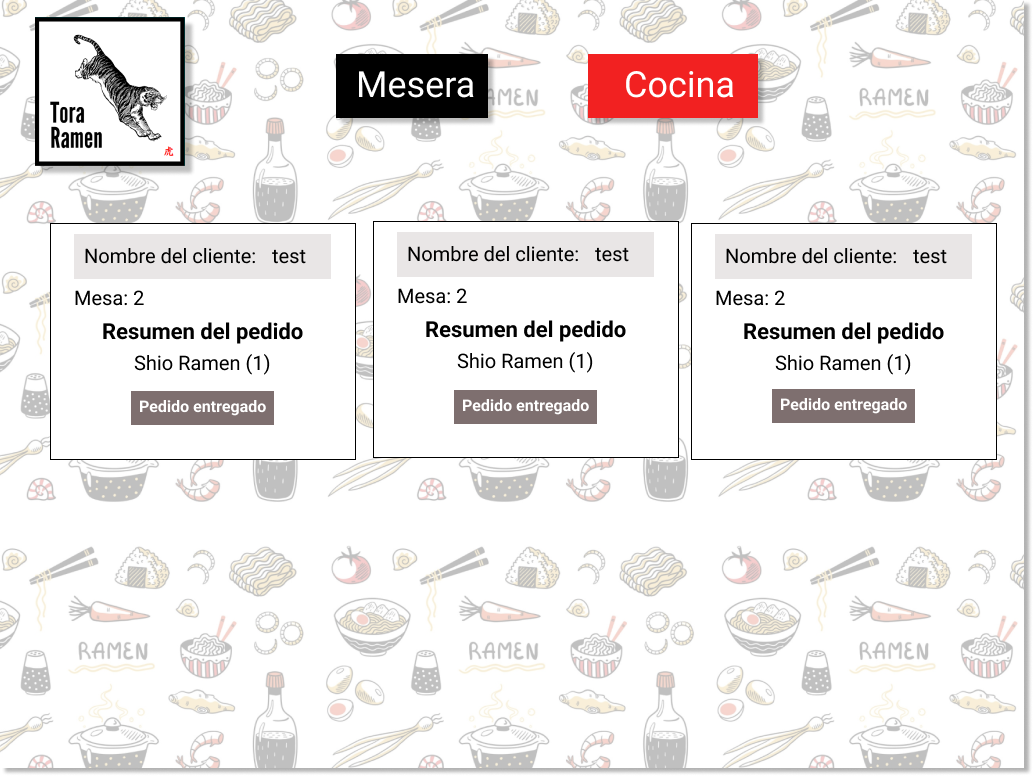 Tora
Ramen
虎
Mesera
Cocina
RAMEN
RAMEN
Nombre del cliente: test
Mesa: 2
Resumen del pedido
Shio Ramen (1)
Pedido entregado
Nombre del cliente: test
Mesa: 2
Resumen del pedido
Shio Ramen (1)
Pedido entregado
Nombre del cliente: test
Mesa: 2
Resumen del pedido
Shio Ramen (1)
Pedido entregado
RAMEN
RAMEN
RAMEN